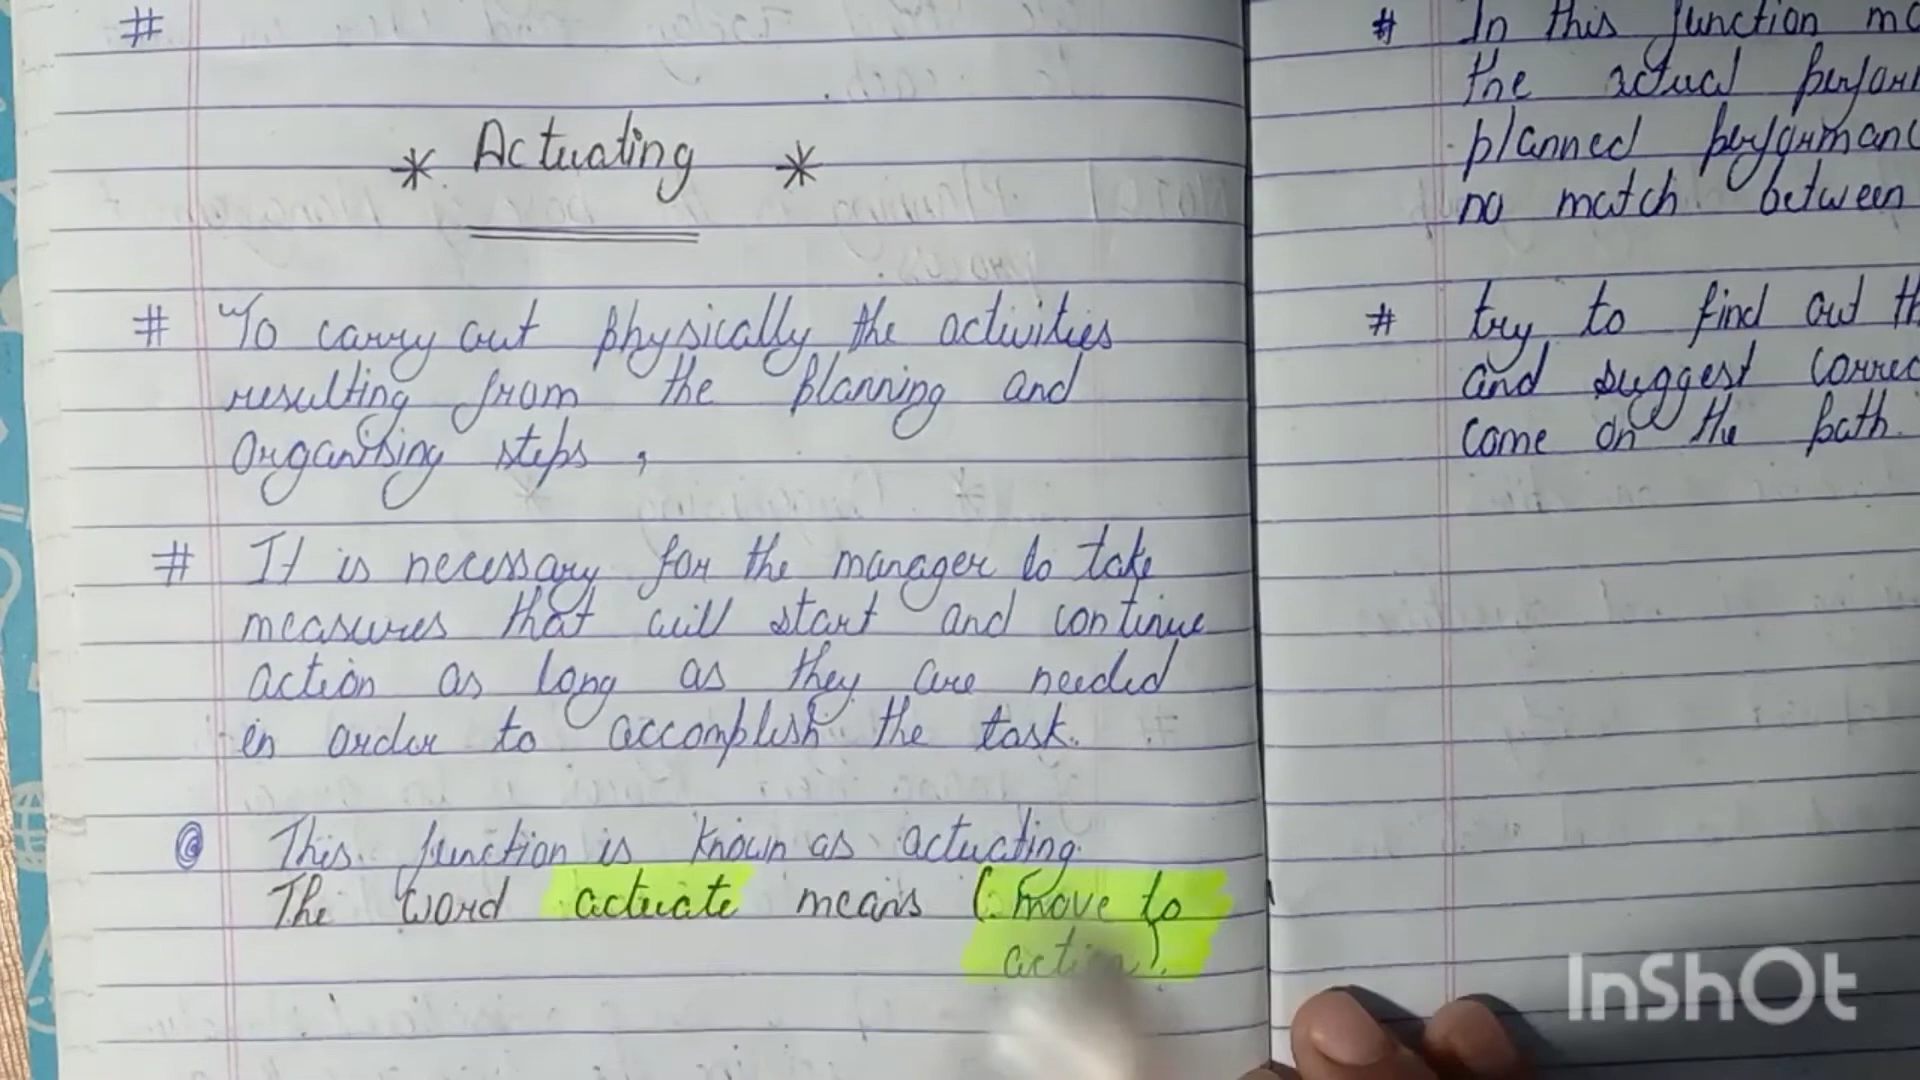 #
* Actuating *
# To carry out physically the activities
resulting from the planning and
Organising steps ,
# It is necessary for the manager to take
measures that will start and continue
action as long as they are needed
in order to accomplish the task.
This function is known as actuating.
The word actuate means (move to
action).
# In this function
the actual
planned
no match between
# try to find out
and suggest
come on the path.
InShOt